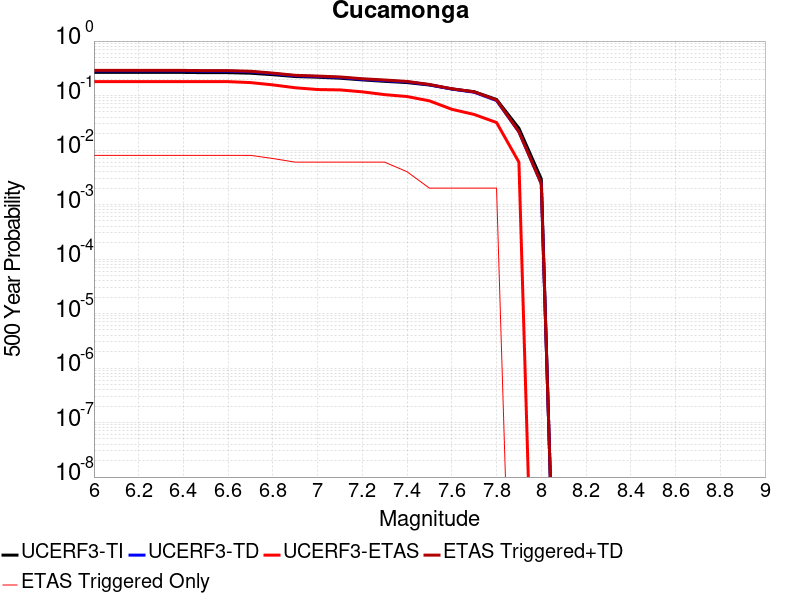 Cucamonga
10^0
10^-1
10^-2
10^-3
10^-4
10^-5
10^-6
10^-7
10^-8
500 Year Probability
6 6.2 6.4 6.6 6.8 7 7.2 7.4 7.6 7.8 8 8.2 8.4 8.6 8.8 9
Magnitude
UCERF3-TI UCERF3-TD UCERF3-ETAS ETAS Triggered+TD
ETAS Triggered Only